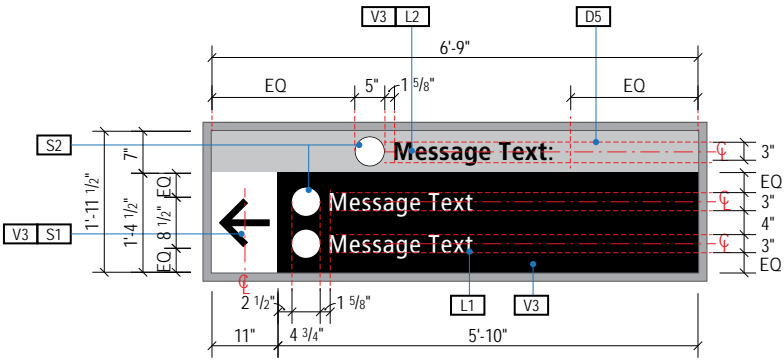 V3 L2 D5
6'-9"
EQ 5" 1 5/8" EQ
S2
Message Text:
℄ 3"
7"
EQ
1'-11 1/2"
EQ
Message Text
℄ 3"
1'-4 1/2"
8 1/2"
4"
V3 S1
Message Text
℄ 3"
EQ
EQ
℄
2 1/2" 1 5/8"
L1 V3
11" 4 3/4" 5'-10"